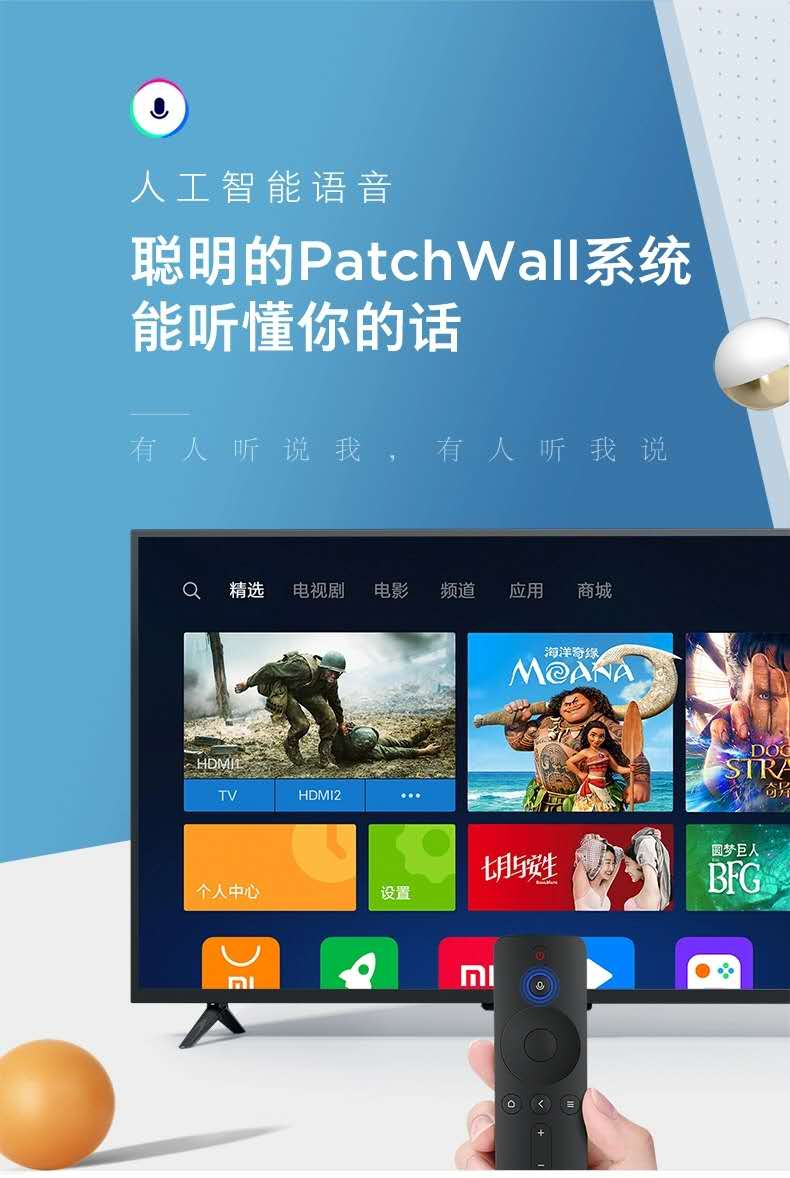 人工智能语音
聪明的PatchWall系统
能听懂你的话
有人听说我，有人听我说
精选 电视剧 电影 频道 应用 商城
海洋奇缘
MOANA
HDMI1
TV HDMI2
个人中心
设置
七月与安生
圆梦巨人
BFG